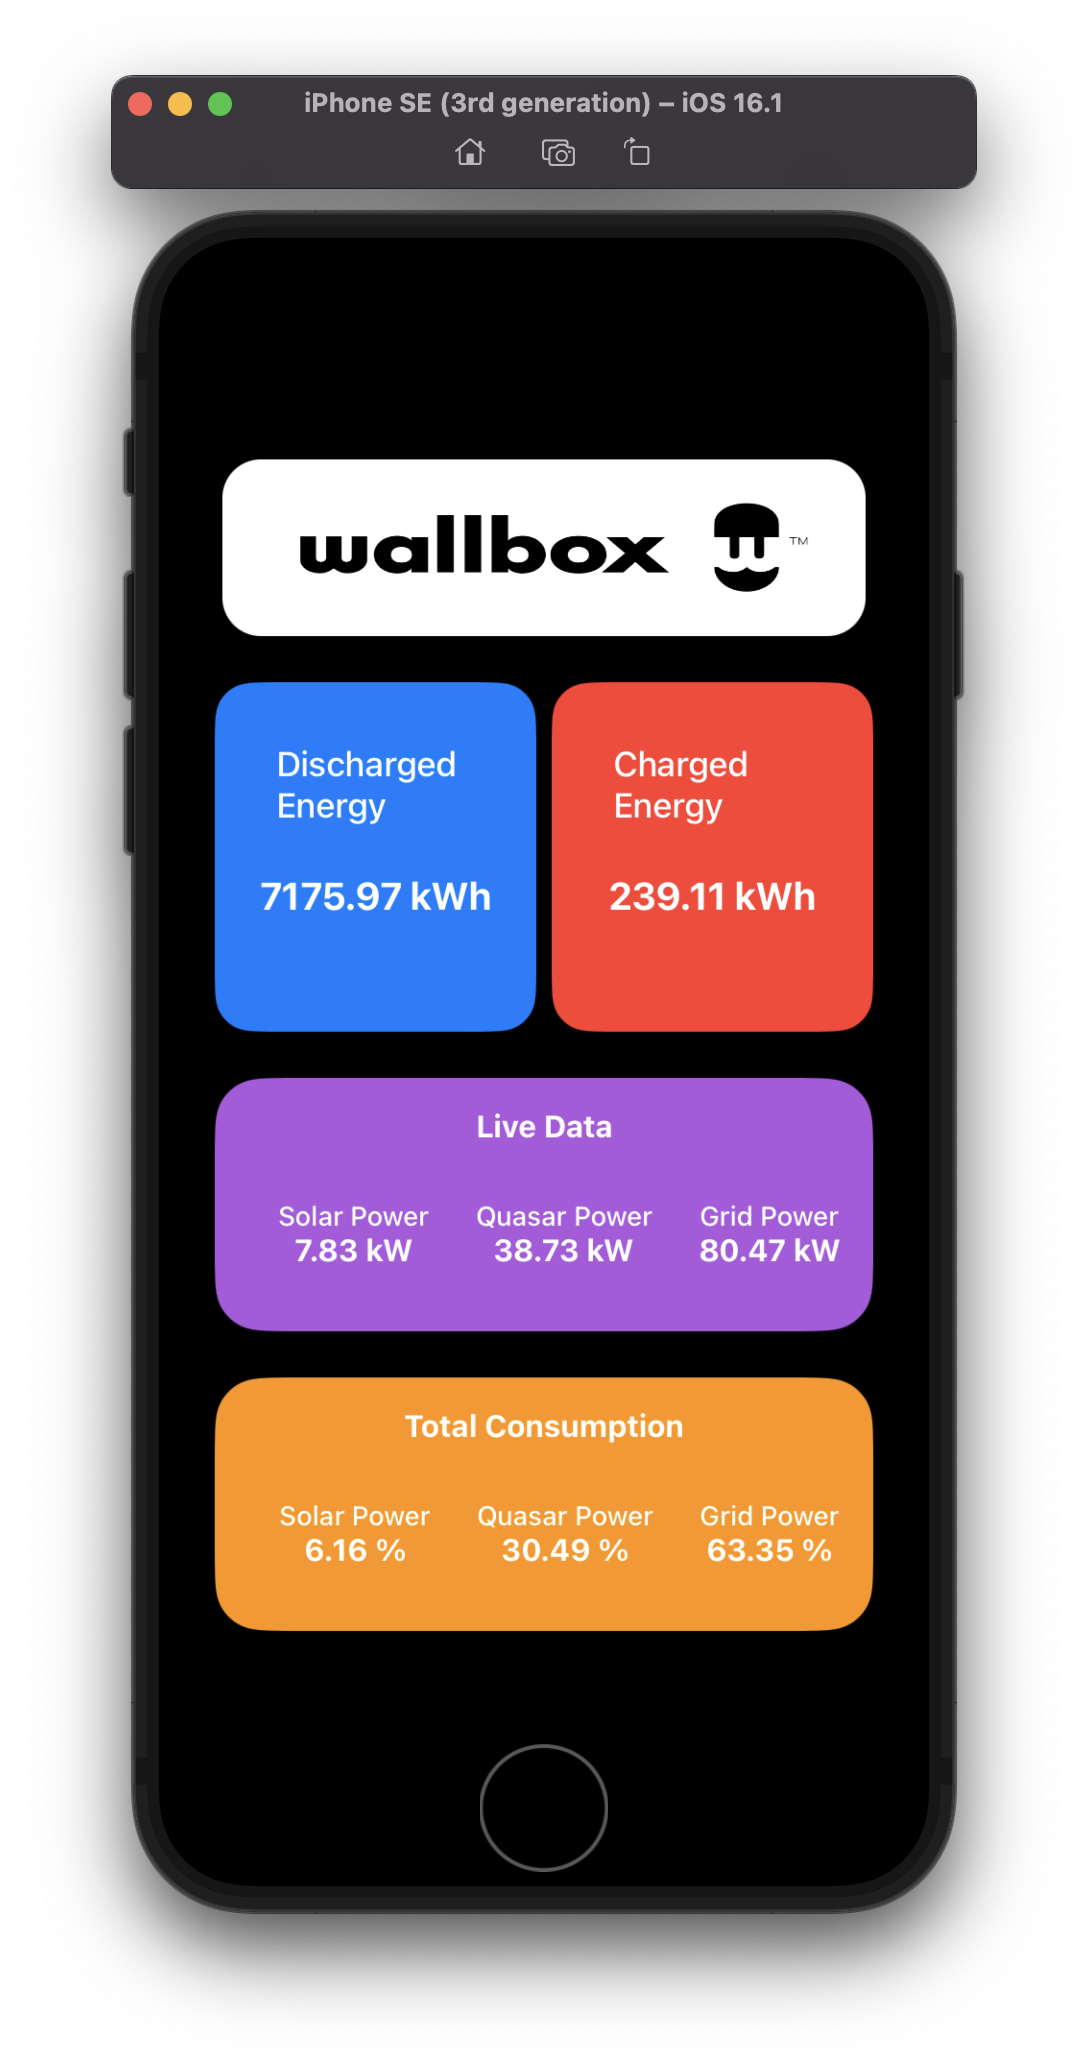 iPhone SE (3rd generation) – iOS 16.1
wallbox ™
Discharged
Energy
7175.97 kWh
Charged
Energy
239.11 kWh
Live Data
Solar Power
7.83 kW
Quasar Power
38.73 kW
Grid Power
80.47 kW
Total Consumption
Solar Power
6.16 %
Quasar Power
30.49 %
Grid Power
63.35 %